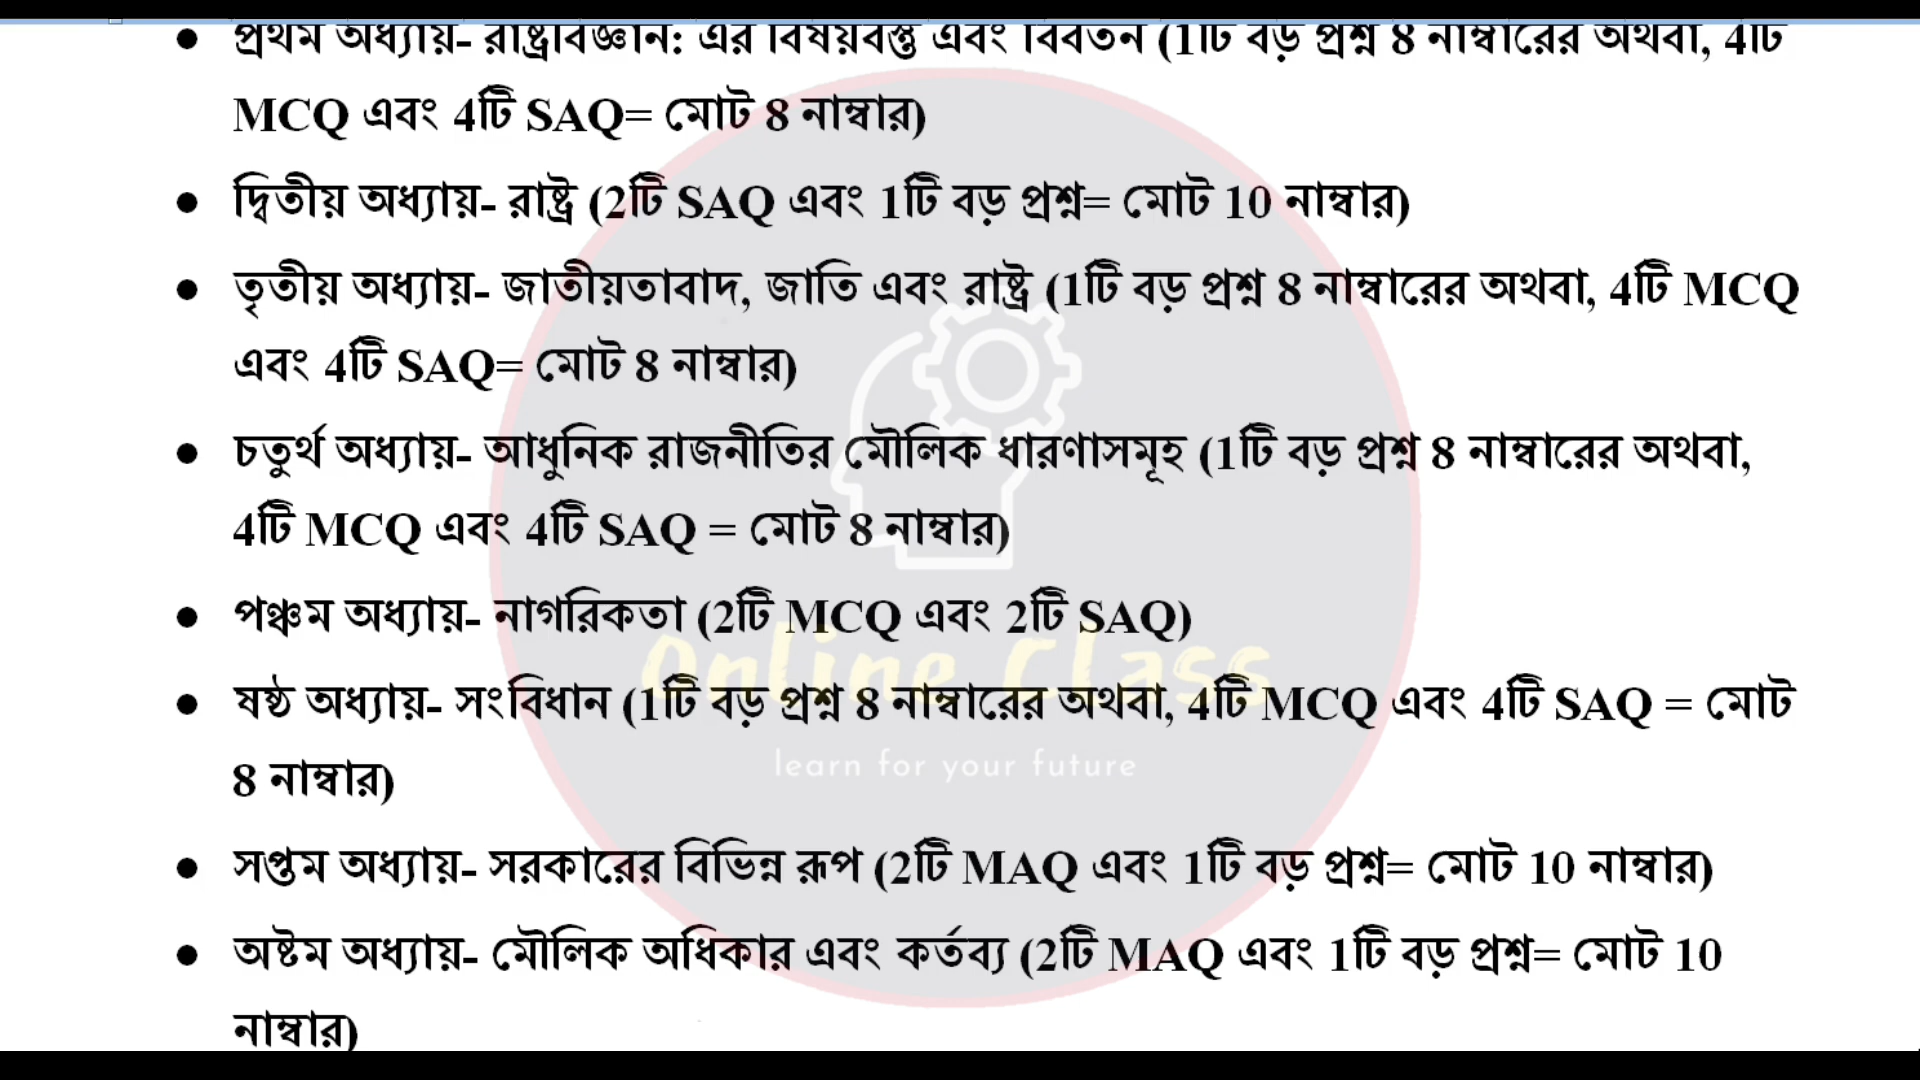 ● প্রথম অধ্যায়- রাষ্ট্রবিজ্ঞান: এর বিষয়বস্তু এবং বিবর্তন (1টি বড় প্রশ্ন 8 নাম্বারের অথবা, 4টি
MCQ এবং 4টি SAQ= মোট 8 নাম্বার)
● দ্বিতীয় অধ্যায়- রাষ্ট্র (2টি SAQ এবং 1টি বড় প্রশ্ন= মোট 10 নাম্বার)
● তৃতীয় অধ্যায়- জাতীয়তাবাদ, জাতি এবং রাষ্ট্র (1টি বড় প্রশ্ন 8 নাম্বারের অথবা, 4টি MCQ
এবং 4টি SAQ= মোট 8 নাম্বার)
● চতুর্থ অধ্যায়- আধুনিক রাজনীতির মৌলিক ধারণাসমূহ (1টি বড় প্রশ্ন 8 নাম্বারের অথবা,
4টি MCQ এবং 4টি SAQ = মোট 8 নাম্বার)
● পঞ্চম অধ্যায়- নাগরিকতা (2টি MCQ এবং 2টি SAQ)
Online Class
● ষষ্ঠ অধ্যায়- সংবিধান (1টি বড় প্রশ্ন 8 নাম্বারের অথবা, 4টি MCQ এবং 4টি SAQ = মোট
learn for your future
8 নাম্বার)
● সপ্তম অধ্যায়- সরকারের বিভিন্ন রূপ (2টি MAQ এবং 1টি বড় প্রশ্ন= মোট 10 নাম্বার)
● অষ্টম অধ্যায়- মৌলিক অধিকার এবং কর্তব্য (2টি MAQ এবং 1টি বড় প্রশ্ন= মোট 10
নাম্বার)